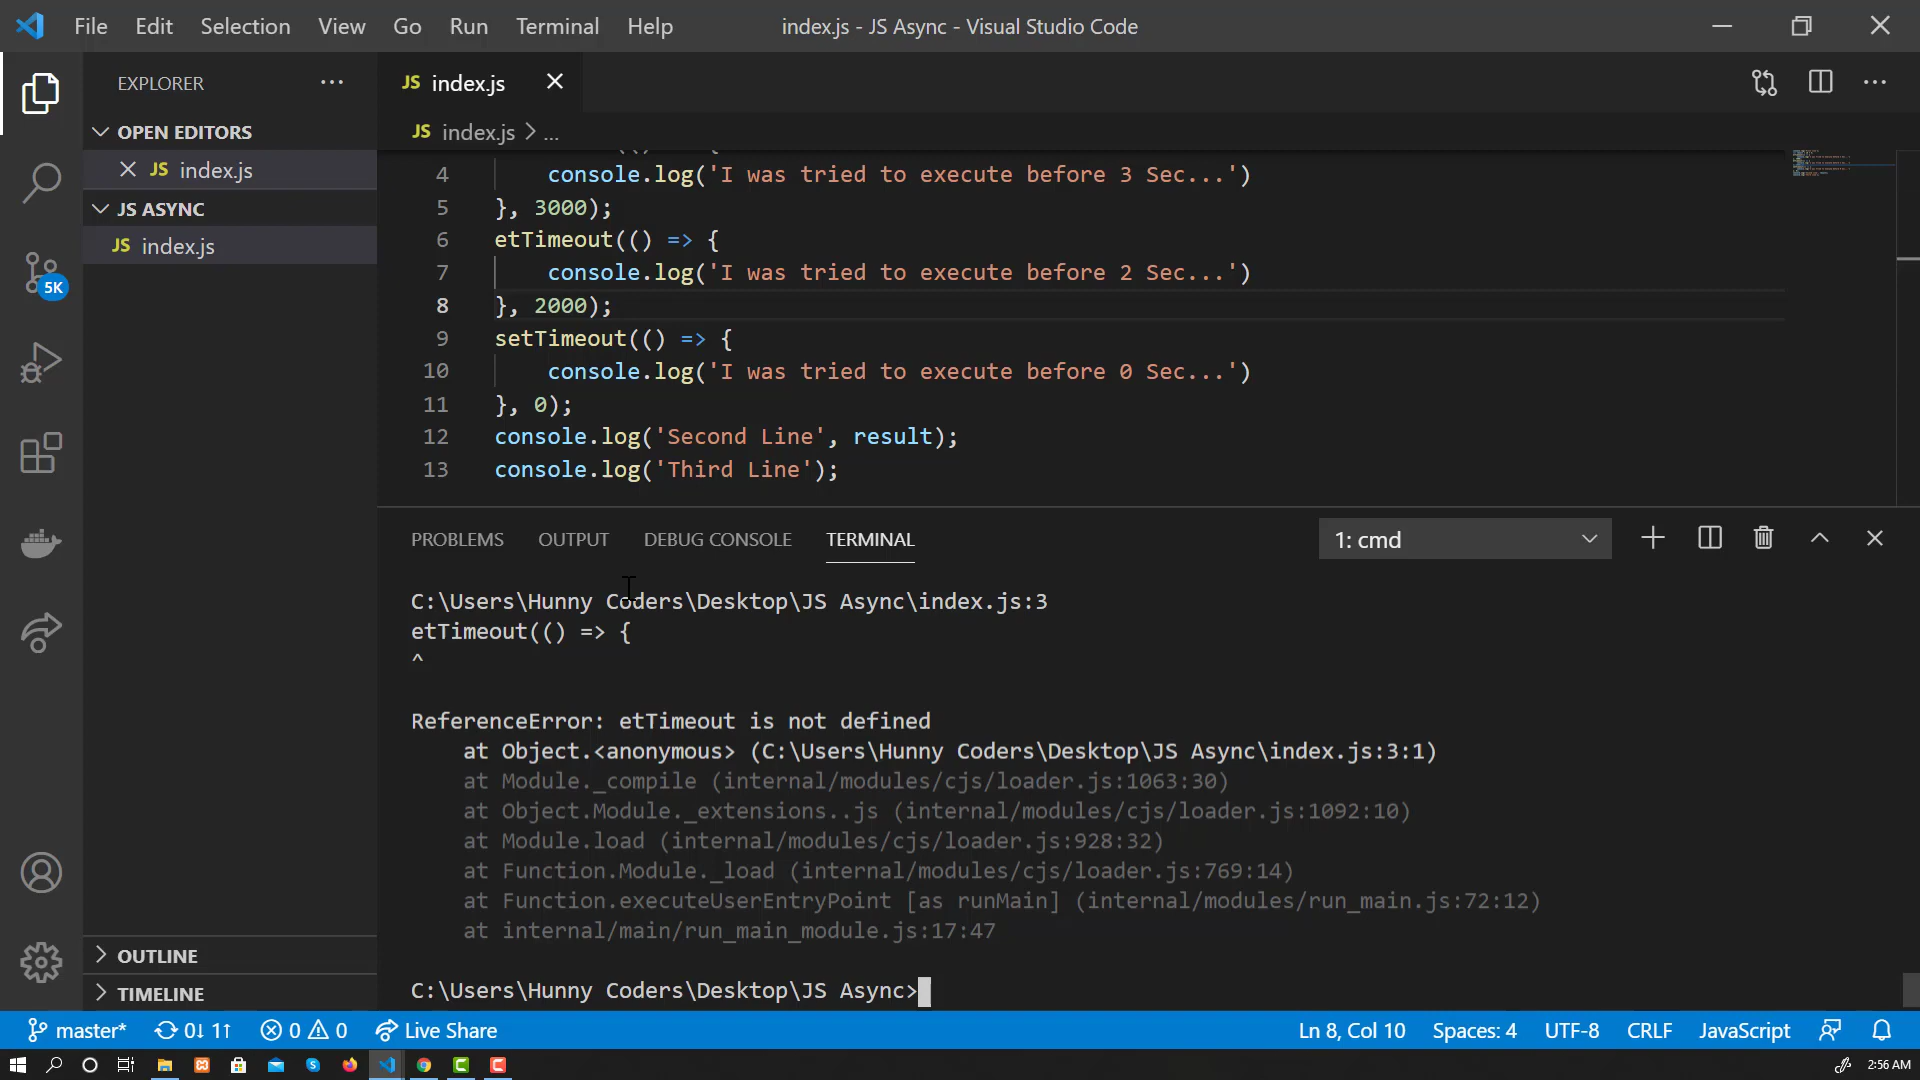 File Edit Selection View Go Run Terminal Help index.js - JS Async - Visual Studio Code
EXPLORER ...
JS index.js
OPEN EDITORS
JS index.js > ...
JS index.js
4 console.log('I was tried to execute before 3 Sec...')
JS ASYNC
5 }, 3000);
JS index.js
6 etTimeout(() => {
7 console.log('I was tried to execute before 2 Sec...')
5K
8 }, 2000);
9 setTimeout(() => {
10 console.log('I was tried to execute before 0 Sec...')
11 }, 0);
12 console.log('Second Line', result);
13 console.log('Third Line');
PROBLEMS OUTPUT DEBUG CONSOLE TERMINAL 1: cmd
C:\Users\Hunny Coders\Desktop\JS Async\index.js:3
etTimeout(() => {
^
ReferenceError: etTimeout is not defined
at Object.<anonymous> (C:\Users\Hunny Coders\Desktop\JS Async\index.js:3:1)
at Module._compile (internal/modules/cjs/loader.js:1063:30)
at Object.Module._extensions..js (internal/modules/cjs/loader.js:1092:10)
at Module.load (internal/modules/cjs/loader.js:928:32)
at Function.Module._load (internal/modules/cjs/loader.js:769:14)
at Function.executeUserEntryPoint [as runMain] (internal/modules/run_main.js:72:12)
at internal/main/run_main_module.js:17:47
C:\Users\Hunny Coders\Desktop\JS Async>
OUTLINE
TIMELINE
master* 0↓ 1↑ 0 0 Live Share Ln 8, Col 10 Spaces: 4 UTF-8 CRLF JavaScript
2:56 AM